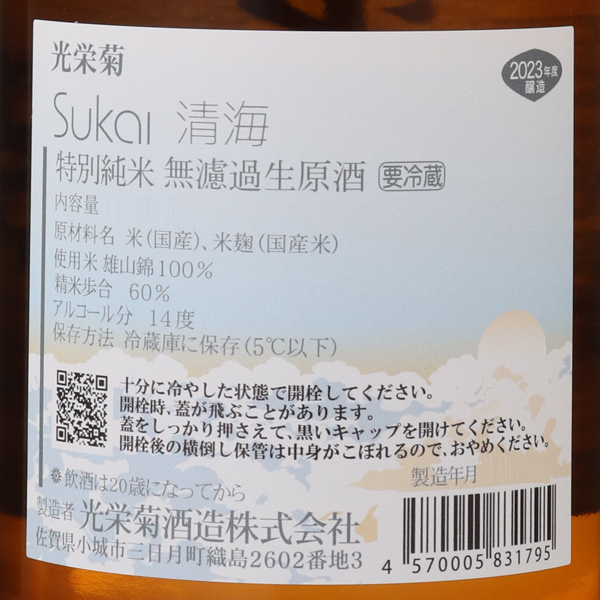 光栄菊
2023年度
醸造
Sukai 清海
特別純米 無濾過生原酒 要冷蔵
内容量
原材料名 米(国産)、米麹(国産米)
使用米 雄山錦100%
精米歩合 60%
アルコール分 14度
保存方法 冷蔵庫に保存(5℃以下)
十分に冷やした状態で開栓してください。
開栓時、蓋が飛ぶことがあります。
蓋をしっかり押さえて、黒いキャップを開けてください。
開栓後の横倒し保管は中身がこぼれるので、おやめください。
飲酒は20歳になってから
製造年月
製造者 光栄菊酒造株式会社
佐賀県小城市三日月町織島2602番地3
4 570005 831795